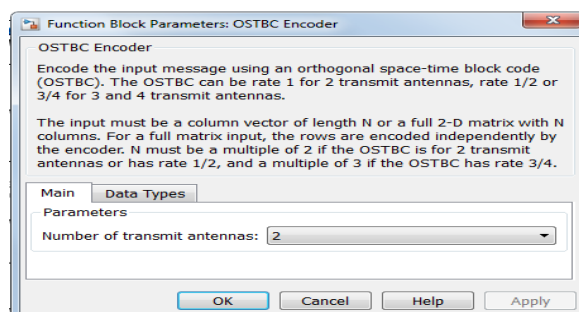 Function Block Parameters: OSTBC Encoder
OSTBC Encoder
Encode the input message using an orthogonal space-time block code
(OSTBC). The OSTBC can be rate 1 for 2 transmit antennas, rate 1/2 or
3/4 for 3 and 4 transmit antennas.
The input must be a column vector of length N or a full 2-D matrix with N
columns. For a full matrix input, the rows are encoded independently by
the encoder. N must be a multiple of 2 if the OSTBC is for 2 transmit
antennas or has rate 1/2, and a multiple of 3 if the OSTBC has rate 3/4.
Main Data Types
Parameters
Number of transmit antennas: 2
OK Cancel Help Apply